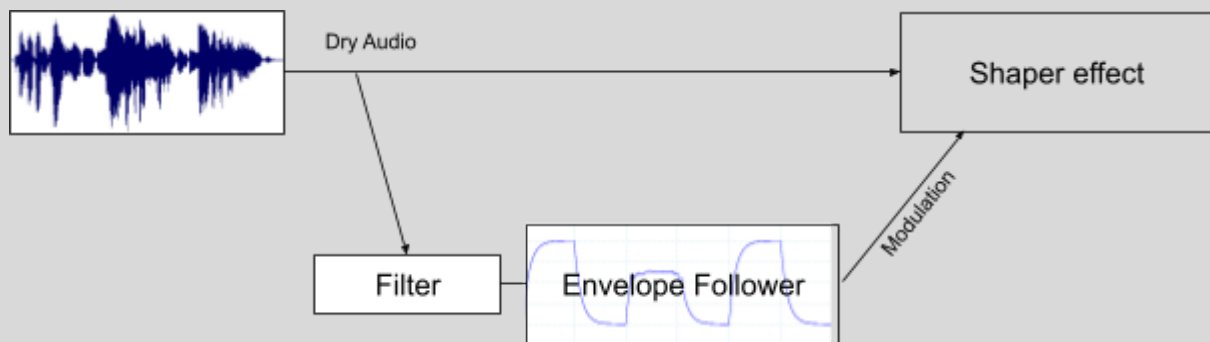 Dry Audio
Shaper effect
Modulation
Filter
Envelope Follower